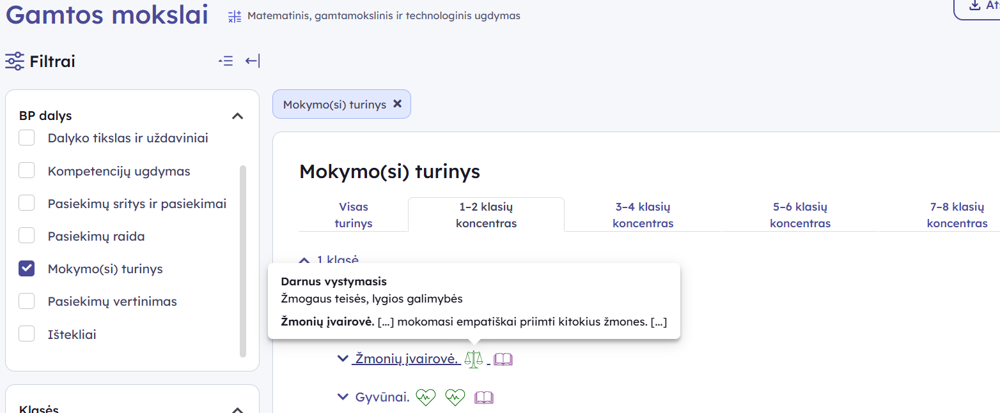 Gamtos mokslai
Matematinis, gamtamokslinis ir technologinis ugdymas
Filtrai
BP dalys
Dalyko tikslas ir uždaviniai
Kompetencijų ugdymas
Pasiekimų sritys ir pasiekimai
Pasiekimų raida
Mokymo(si) turinys
Pasiekimų vertinimas
Ištekliai
Klasės
Mokymo(si) turinys
Mokymo(si) turinys
Visas
turinys
1–2 klasių
koncentras
3–4 klasių
koncentras
5–6 klasių
koncentras
7–8 klasių
koncentras
1 klasė
Darnus vystymasis
Žmogaus teisės, lygios galimybės
Žmonių įvairovė. [...] mokomasi empatiškai priimti kitokius žmones. [...]
Žmonių įvairovė.
Gyvūnai.